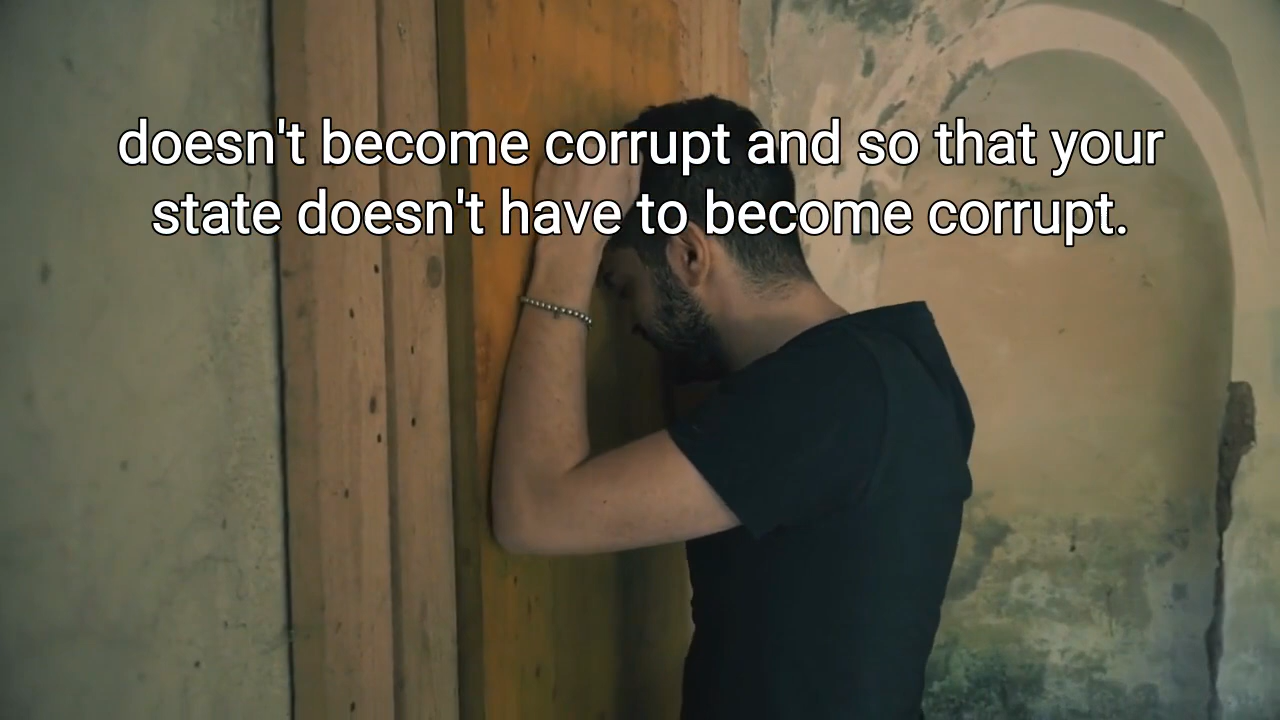 doesn't become corrupt and so that your
state doesn't have to become corrupt.